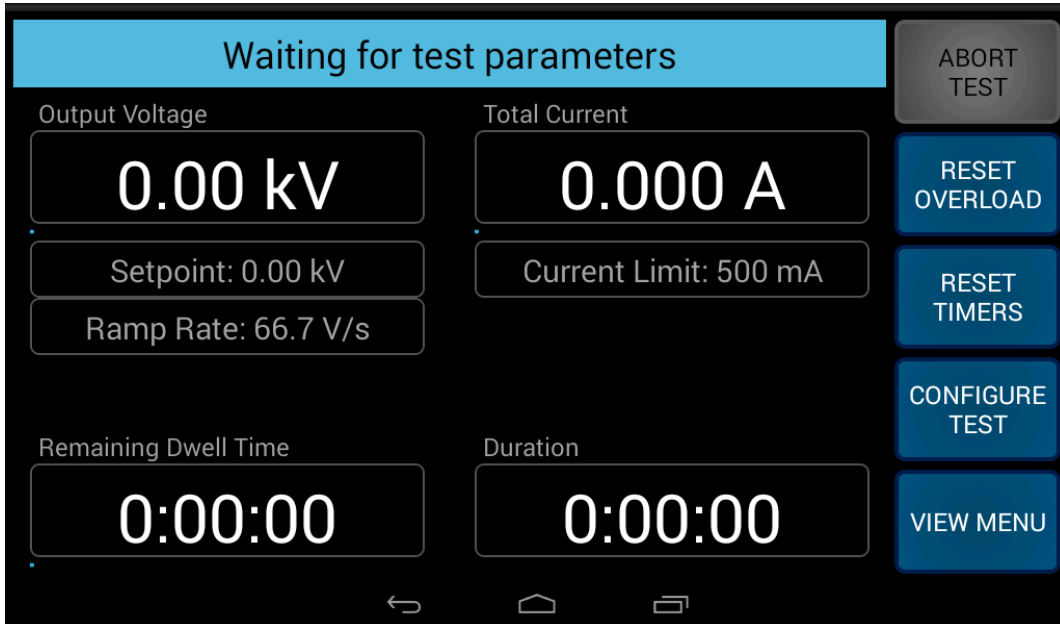 Waiting for test parameters
ABORT
TEST
Output Voltage
Total Current
0.00 kV
0.000 A
RESET
OVERLOAD
Setpoint: 0.00 kV
Current Limit: 500 mA
Ramp Rate: 66.7 V/s
RESET
TIMERS
CONFIGURE
TEST
Remaining Dwell Time
Duration
0:00:00
0:00:00
VIEW MENU